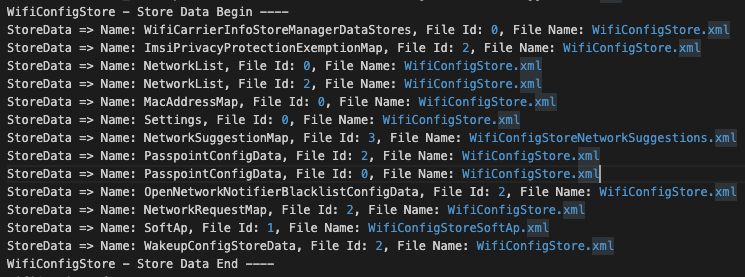 WifiConfigStore - Store Data Begin ----
StoreData => Name: WifiCarrierInfoStoreManagerDataStores, File Id: 0, File Name: WifiConfigStore.xml
StoreData => Name: ImsiPrivacyProtectionExemptionMap, File Id: 2, File Name: WifiConfigStore.xml
StoreData => Name: NetworkList, File Id: 0, File Name: WifiConfigStore.xml
StoreData => Name: NetworkList, File Id: 2, File Name: WifiConfigStore.xml
StoreData => Name: MacAddressMap, File Id: 0, File Name: WifiConfigStore.xml
StoreData => Name: Settings, File Id: 0, File Name: WifiConfigStore.xml
StoreData => Name: NetworkSuggestionMap, File Id: 3, File Name: WifiConfigStoreNetworkSuggestions.xml
StoreData => Name: PasspointConfigData, File Id: 2, File Name: WifiConfigStore.xml
StoreData => Name: PasspointConfigData, File Id: 0, File Name: WifiConfigStore.xml
StoreData => Name: OpenNetworkNotifierBlacklistConfigData, File Id: 2, File Name: WifiConfigStore.xml
StoreData => Name: NetworkRequestMap, File Id: 2, File Name: WifiConfigStore.xml
StoreData => Name: SoftAp, File Id: 1, File Name: WifiConfigStoreSoftAp.xml
StoreData => Name: WakeupConfigStoreData, File Id: 2, File Name: WifiConfigStore.xml
WifiConfigStore - Store Data End ----